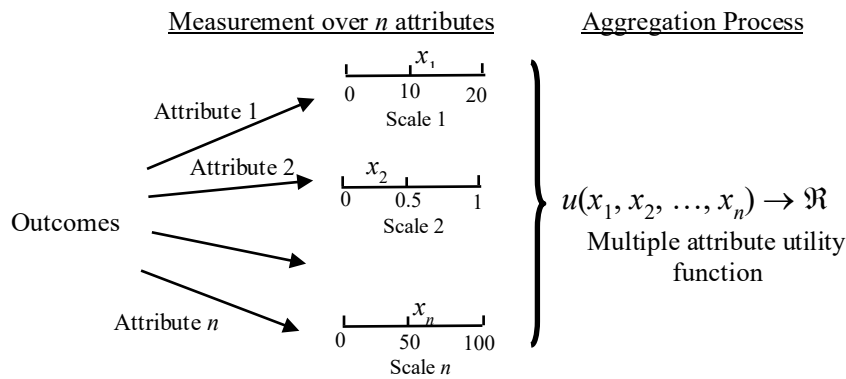 Measurement over n attributes
Aggregation Process
x₁
0 10 20
Scale 1
Attribute 1
Attribute 2
x₂
0 0.5 1
Scale 2
Outcomes
u(x₁, x₂, …, xₙ) → ℜ
Multiple attribute utility
function
Attribute n
xₙ
0 50 100
Scale n